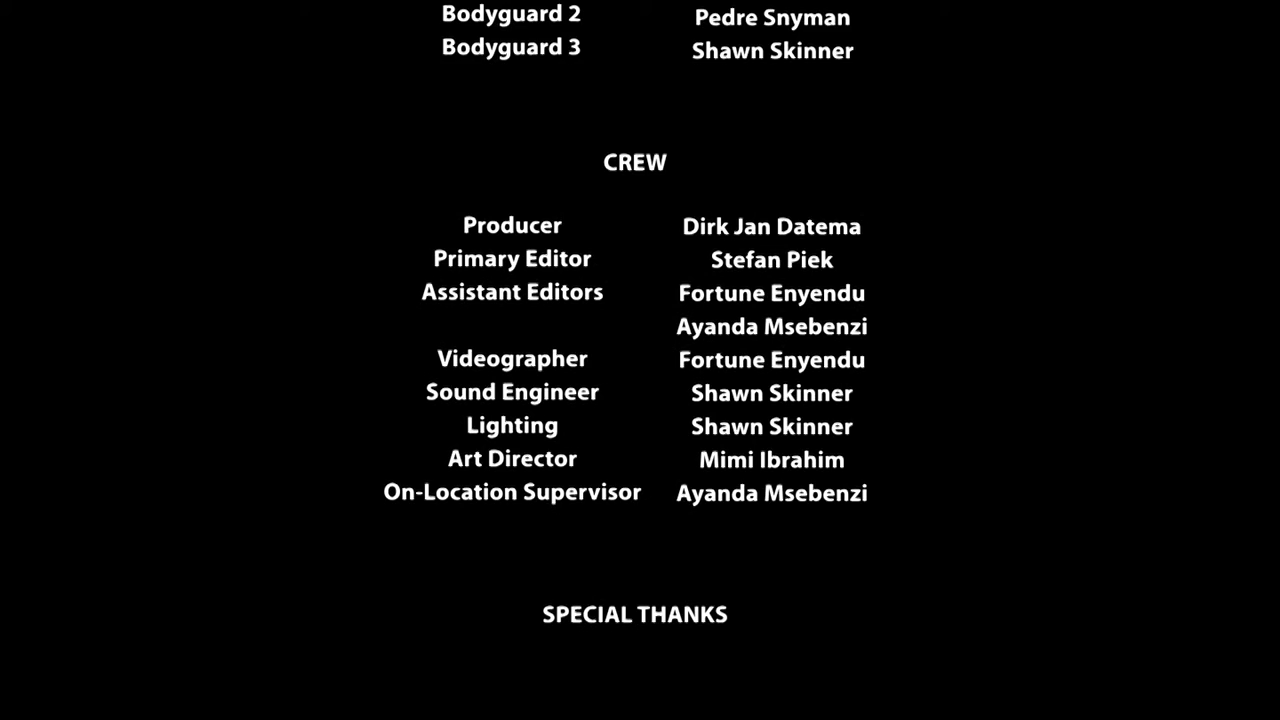 Bodyguard 2 Pedre Snyman
Bodyguard 3 Shawn Skinner
CREW
Producer Dirk Jan Datema
Primary Editor Stefan Piek
Assistant Editors Fortune Enyendu
Ayanda Msebenzi
Videographer Fortune Enyendu
Sound Engineer Shawn Skinner
Lighting Shawn Skinner
Art Director Mimi Ibrahim
On-Location Supervisor Ayanda Msebenzi
SPECIAL THANKS